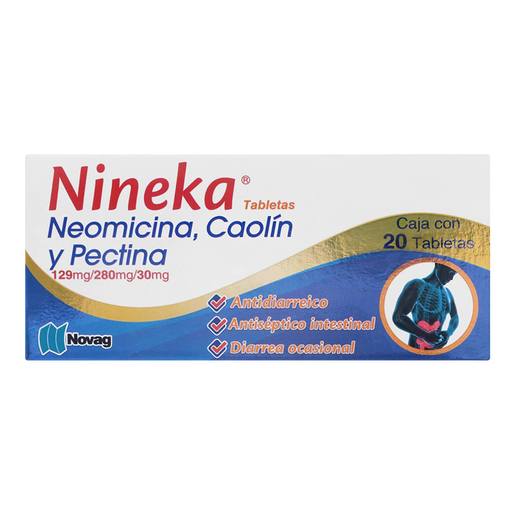 Nineka® Tabletas
Neomicina, Caolín
y Pectina
129mg/280mg/30mg
Caja con
20 Tabletas
Antidiarreico
Antiséptico intestinal
Diarrea ocasional
Novag